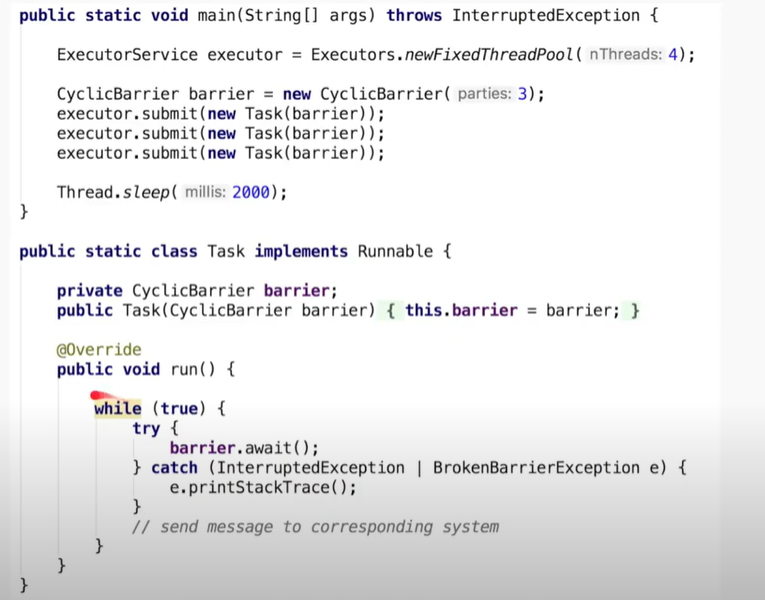 public static void main(String[] args) throws InterruptedException {
ExecutorService executor = Executors.newFixedThreadPool( nThreads: 4);
CyclicBarrier barrier = new CyclicBarrier( parties: 3);
executor.submit(new Task(barrier));
executor.submit(new Task(barrier));
executor.submit(new Task(barrier));
Thread.sleep( millis: 2000);
}
public static class Task implements Runnable {
private CyclicBarrier barrier;
public Task(CyclicBarrier barrier) { this.barrier = barrier; }
@Override
public void run() {
while (true) {
try {
barrier.await();
} catch (InterruptedException | BrokenBarrierException e) {
e.printStackTrace();
}
// send message to corresponding system
}
}
}